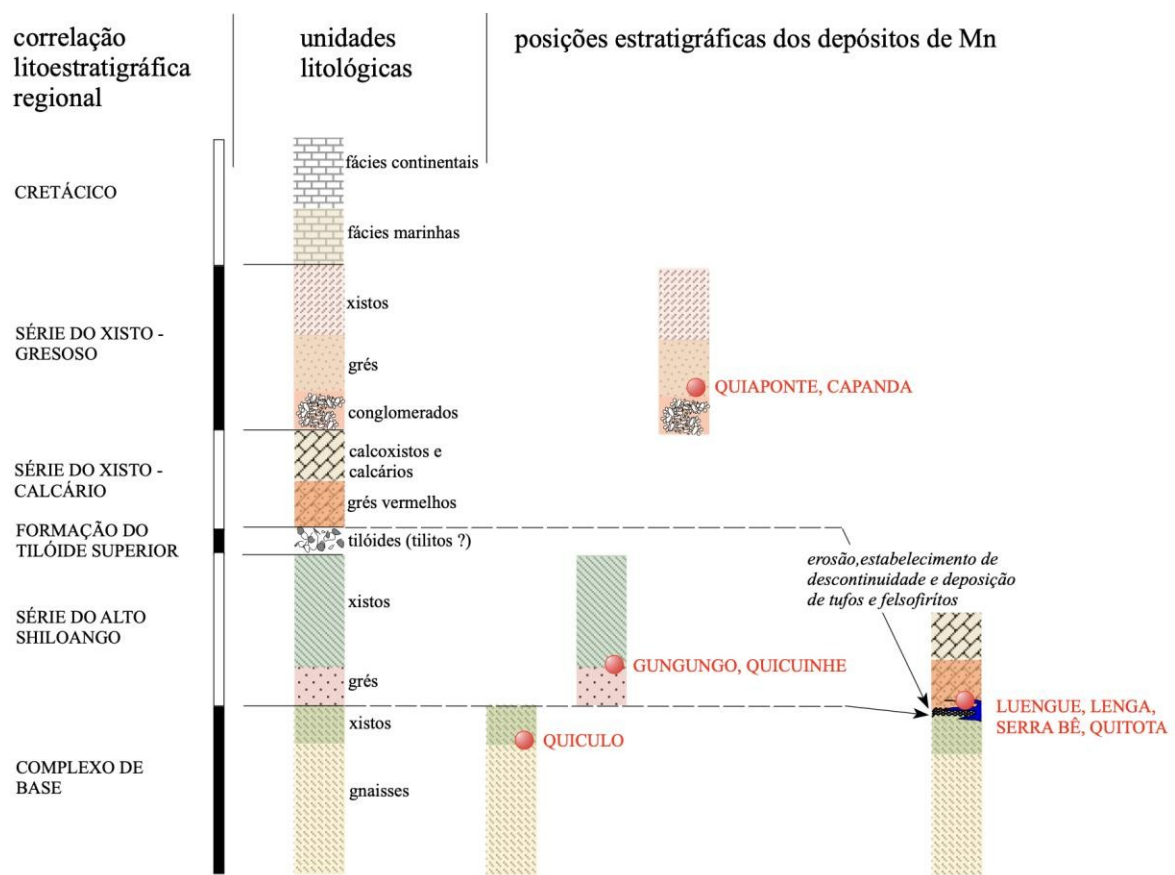 correlação
litoestratigráfica
regional
unidades
litológicas
posições estratigráficas dos depósitos de Mn
CRETÁCICO
fácies continentais
fácies marinhas
SÉRIE DO XISTO -
GRESOSO
xistos
grés
conglomerados
QUIAPONTE, CAPANDA
SÉRIE DO XISTO -
CALCÁRIO
calcoxistos e
calcários
grés vermelhos
FORMAÇÃO DO
TILÓIDE SUPERIOR
tilóides (tilitos ?)
erosão,estabelecimento de
descontinuidade e deposição
de tufos e felsofirítos
SÉRIE DO ALTO
SHILOANGO
xistos
grés
GUNGUNGO, QUICUINHE
LUENGUE, LENGA,
SERRA BÊ, QUITOTA
COMPLEXO DE
BASE
xistos
gnaisses
QUICULO